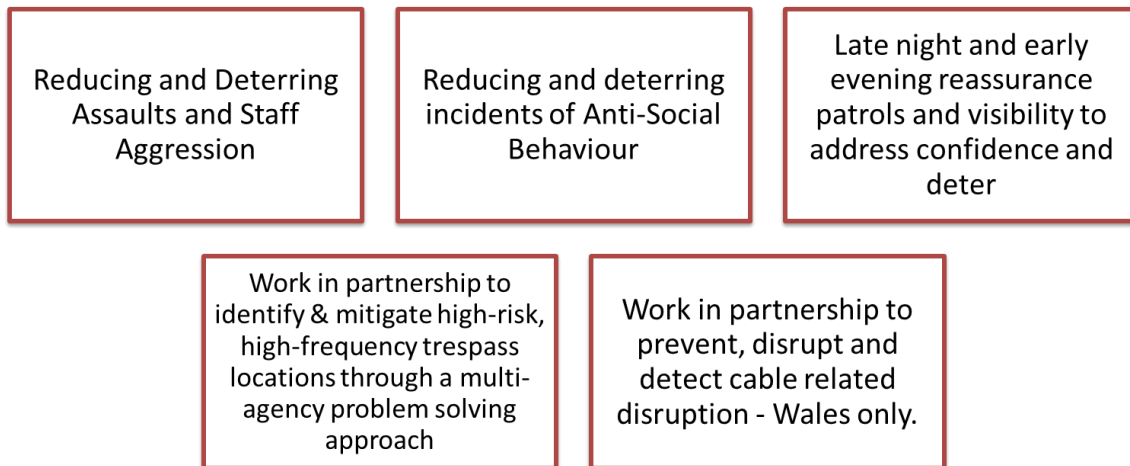 Reducing and Deterring
Assaults and Staff
Aggression
Reducing and deterring
incidents of Anti-Social
Behaviour
Late night and early
evening reassurance
patrols and visibility to
address confidence and
deter
Work in partnership to
identify & mitigate high-risk,
high-frequency trespass
locations through a multi-
agency problem solving
approach
Work in partnership to
prevent, disrupt and
detect cable related
disruption - Wales only.